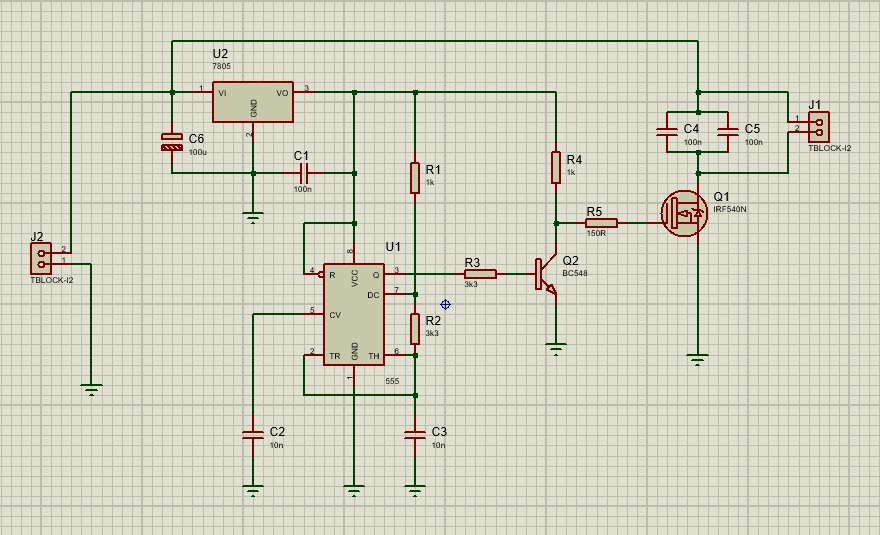 U2
7805
1
VI
VO
3
GND
2
C6
100u
C1
100n
R1
1k
R4
1k
R5
150R
C4
100n
C5
100n
J1
1
2
TBLOCK-I2
Q1
IRF540N
J2
2
1
TBLOCK-I2
U1
8
4
R
VCC
Q
3
DC
7
5
CV
2
TR
GND
TH
6
1
555
R3
3k3
Q2
BC548
R2
3k3
C2
10n
C3
10n